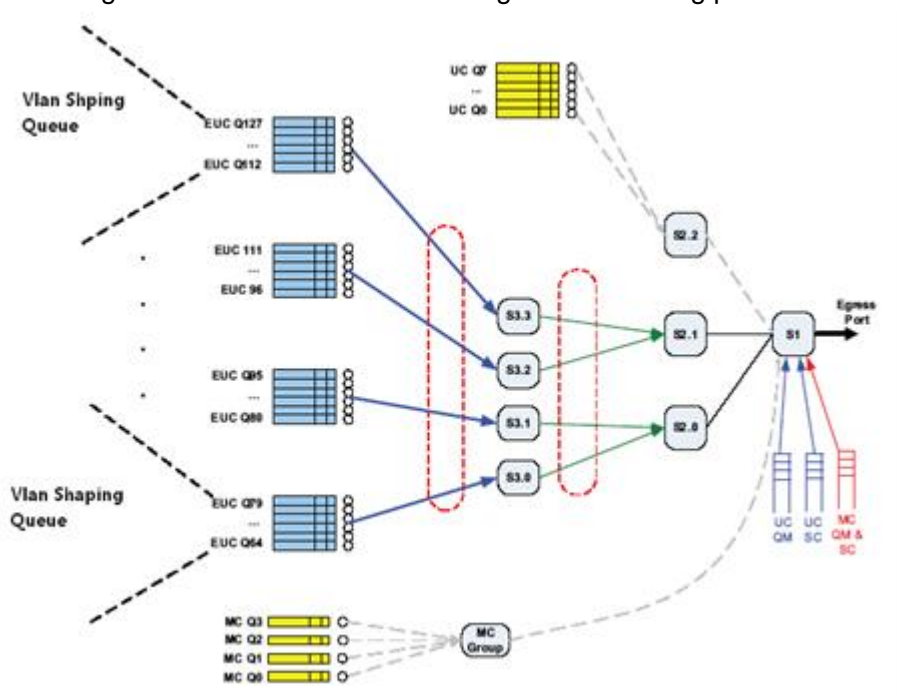 UC Q7
...
UC Q0
Vlan Shping
Queue
EUC Q127
...
EUC Q112
S2.2
EUC 111
...
EUC 96
Egress
Port
S3.3
S2.1
S1
S3.2
EUC Q95
...
EUC Q80
S3.1
S2.0
S3.0
Vlan Shaping
Queue
EUC Q79
...
EUC Q64
UC
QM
UC
SC
MC
QM &
SC
MC Q3
MC Q2
MC Q1
MC Q0
MC
Group